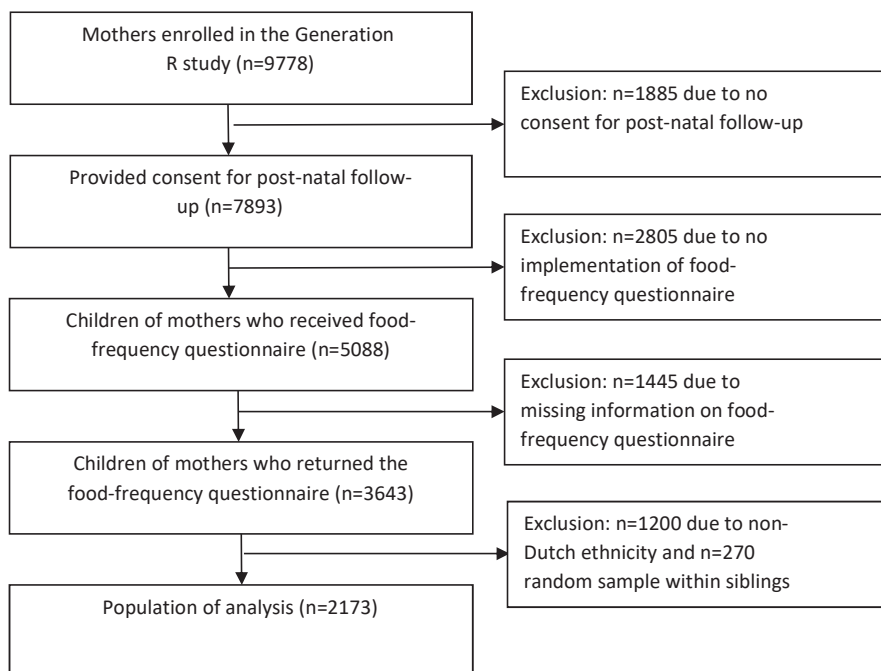 Mothers enrolled in the Generation
R study (n=9778)
Exclusion: n=1885 due to no
consent for post-natal follow-up
Provided consent for post-natal follow-
up (n=7893)
Exclusion: n=2805 due to no
implementation of food-
frequency questionnaire
Children of mothers who received food-
frequency questionnaire (n=5088)
Exclusion: n=1445 due to
missing information on food-
frequency questionnaire
Children of mothers who returned the
food-frequency questionnaire (n=3643)
Exclusion: n=1200 due to non-
Dutch ethnicity and n=270
random sample within siblings
Population of analysis (n=2173)